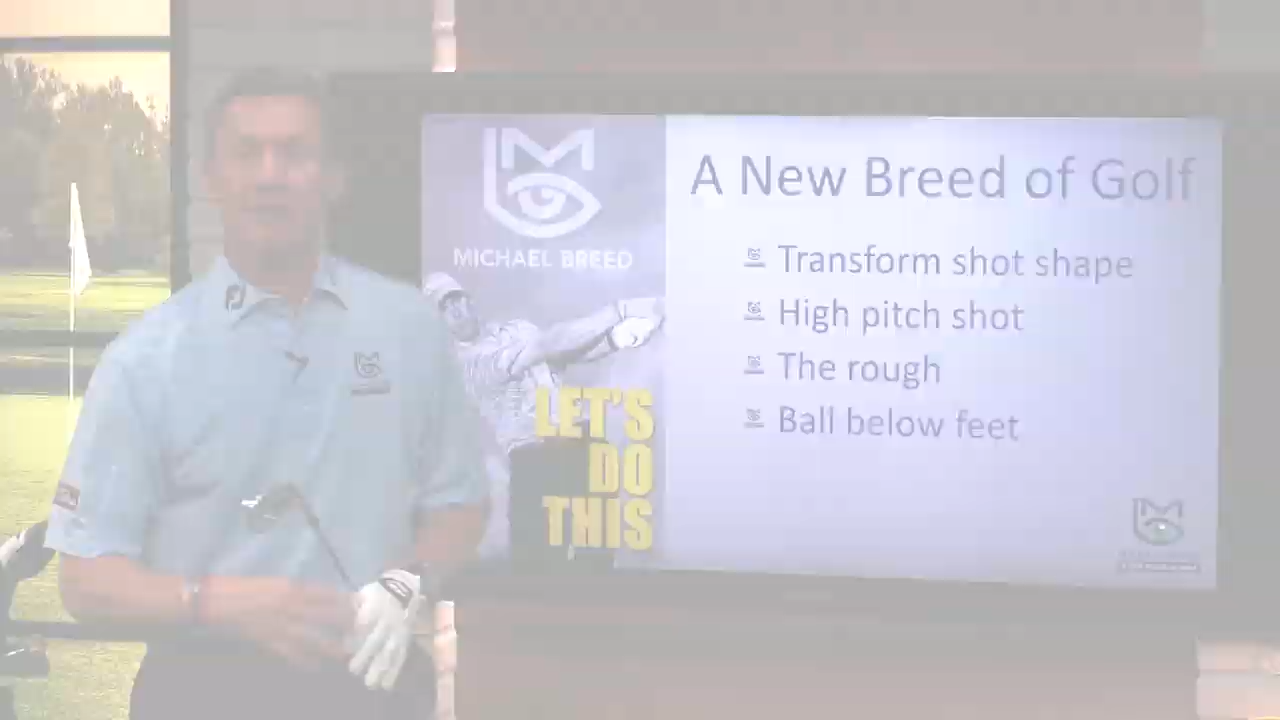 MICHAEL BREED
LET'S
DO
THIS
A New Breed of Golf
Transform shot shape
High pitch shot
The rough
Ball below feet